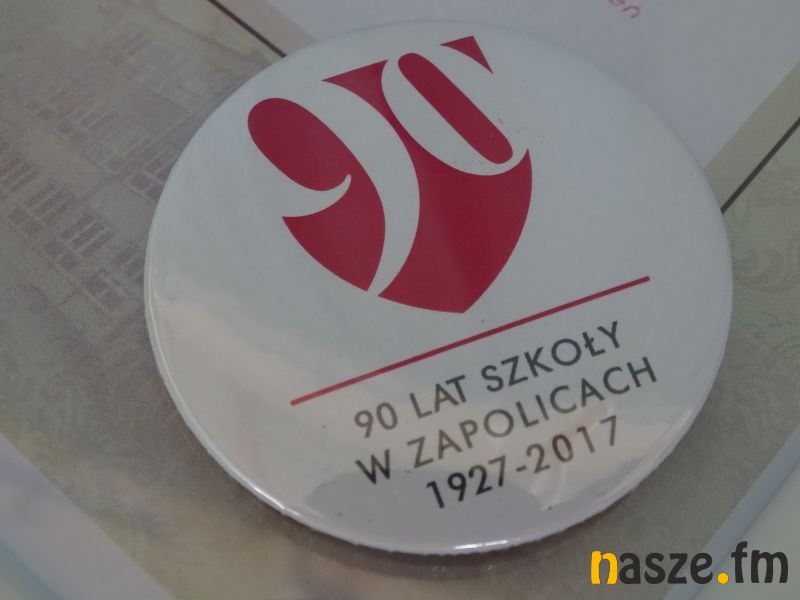 90
90 LAT SZKOŁY
W ZAPOLICACH
1927-2017
nasze.fm